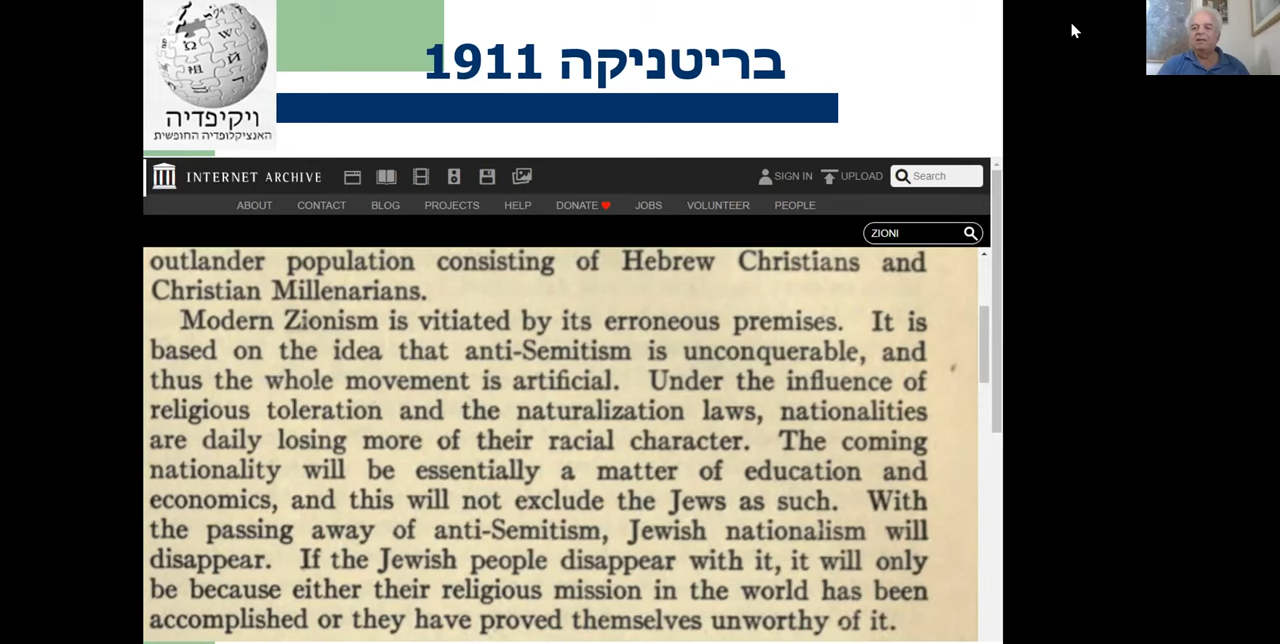 בריטניקה 1911
ויקיפדיה
האנציקלופדיה החופשית
INTERNET ARCHIVE
SIGN IN
UPLOAD
Search
ABOUT
CONTACT
BLOG
PROJECTS
HELP
DONATE
JOBS
VOLUNTEER
PEOPLE
ZIONI
outlander population consisting of Hebrew Christians and
Christian Millenarians.
Modern Zionism is vitiated by its erroneous premises. It is
based on the idea that anti-Semitism is unconquerable, and
thus the whole movement is artificial. Under the influence of
religious toleration and the naturalization laws, nationalities
are daily losing more of their racial character. The coming
nationality will be essentially a matter of education and
economics, and this will not exclude the Jews as such. With
the passing away of anti-Semitism, Jewish nationalism will
disappear. If the Jewish people disappear with it, it will only
be because either their religious mission in the world has been
accomplished or they have proved themselves unworthy of it.